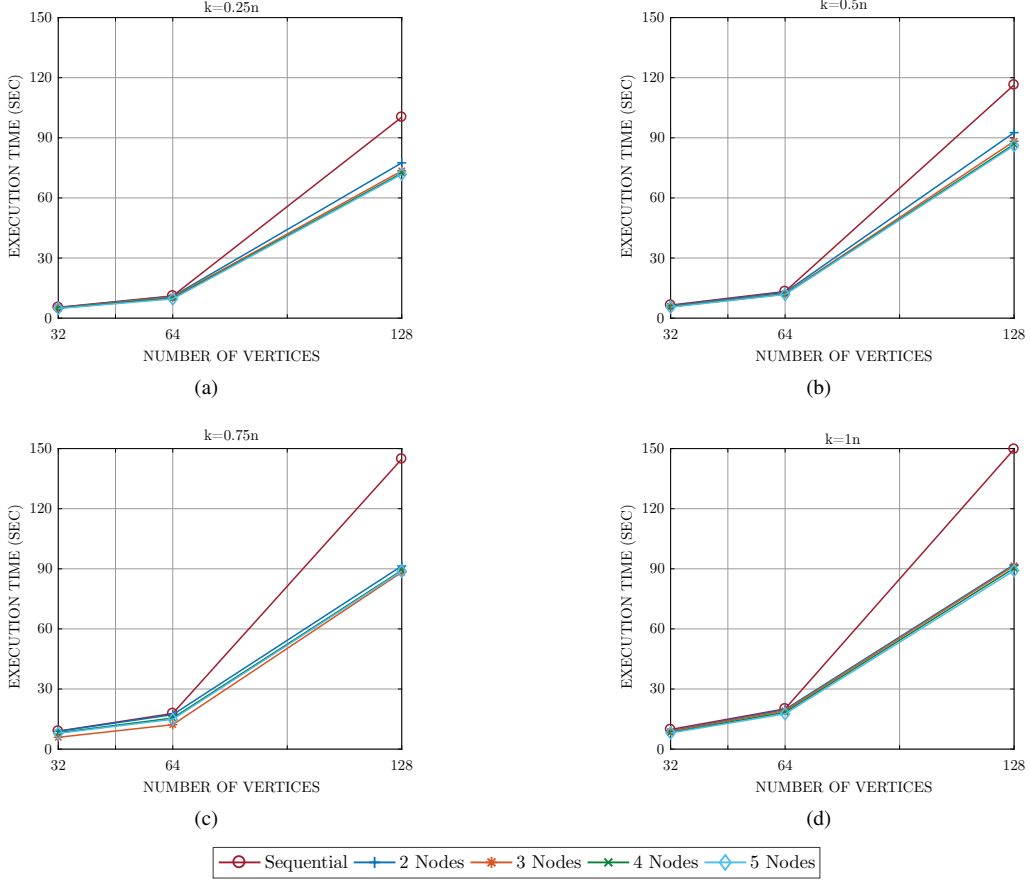 k=0.25n
150
120
90
60
30
0
EXECUTION TIME (SEC)
32
64
128
NUMBER OF VERTICES
(a)
k=0.5n
150
120
90
60
30
0
EXECUTION TIME (SEC)
32
64
128
NUMBER OF VERTICES
(b)
k=0.75n
150
120
90
60
30
0
EXECUTION TIME (SEC)
32
64
128
NUMBER OF VERTICES
(c)
k=1n
150
120
90
60
30
0
EXECUTION TIME (SEC)
32
64
128
NUMBER OF VERTICES
(d)
Sequential 2 Nodes 3 Nodes 4 Nodes 5 Nodes